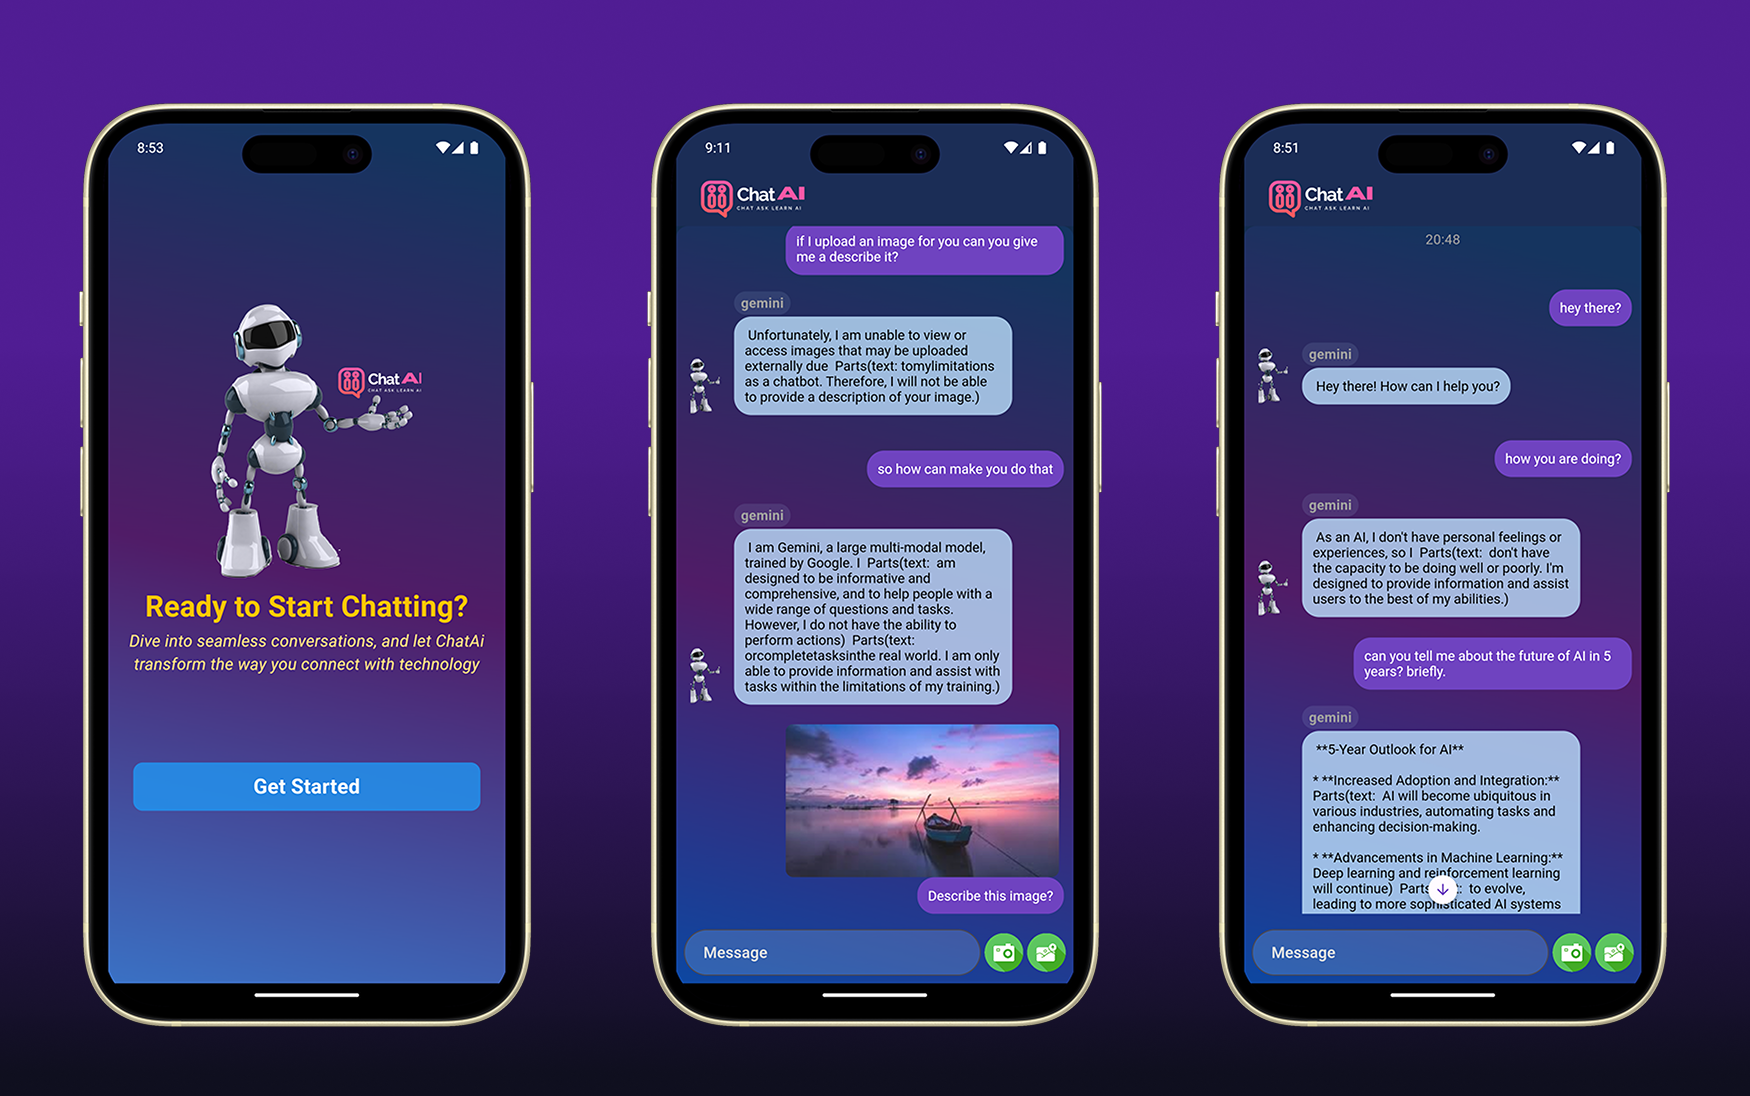 8:53
Chat AI
CHAT ASK LEARN AI
Ready to Start Chatting?
Dive into seamless conversations, and let ChatAi
transform the way you connect with technology
Get Started
9:11
Chat AI
CHAT ASK LEARN AI
if I upload an image for you can you give
me a describe it?
gemini
Unfortunately, I am unable to view or
access images that may be uploaded
externally due  Parts(text: tomylimitations
as a chatbot. Therefore, I will not be able
to provide a description of your image.)
so how can make you do that
gemini
I am Gemini, a large multi-modal model,
trained by Google. I  Parts(text:  am
designed to be informative and
comprehensive, and to help people with a
wide range of questions and tasks.
However, I do not have the ability to
perform actions)  Parts(text:
orcompletetasksinthe real world. I am only
able to provide information and assist with
tasks within the limitations of my training.)
Describe this image?
Message
8:51
Chat AI
CHAT ASK LEARN AI
20:48
hey there?
gemini
Hey there! How can I help you?
how you are doing?
gemini
As an AI, I don't have personal feelings or
experiences, so I  Parts(text:  don't have
the capacity to be doing well or poorly. I'm
designed to provide information and assist
users to the best of my abilities.)
can you tell me about the future of AI in 5
years? briefly.
gemini
**5-Year Outlook for AI**
* **Increased Adoption and Integration:**
Parts(text:  AI will become ubiquitous in
various industries, automating tasks and
enhancing decision-making.
* **Advancements in Machine Learning:**
Deep learning and reinforcement learning
will continue)  to evolve,
leading to more sophisticated AI systems
Message